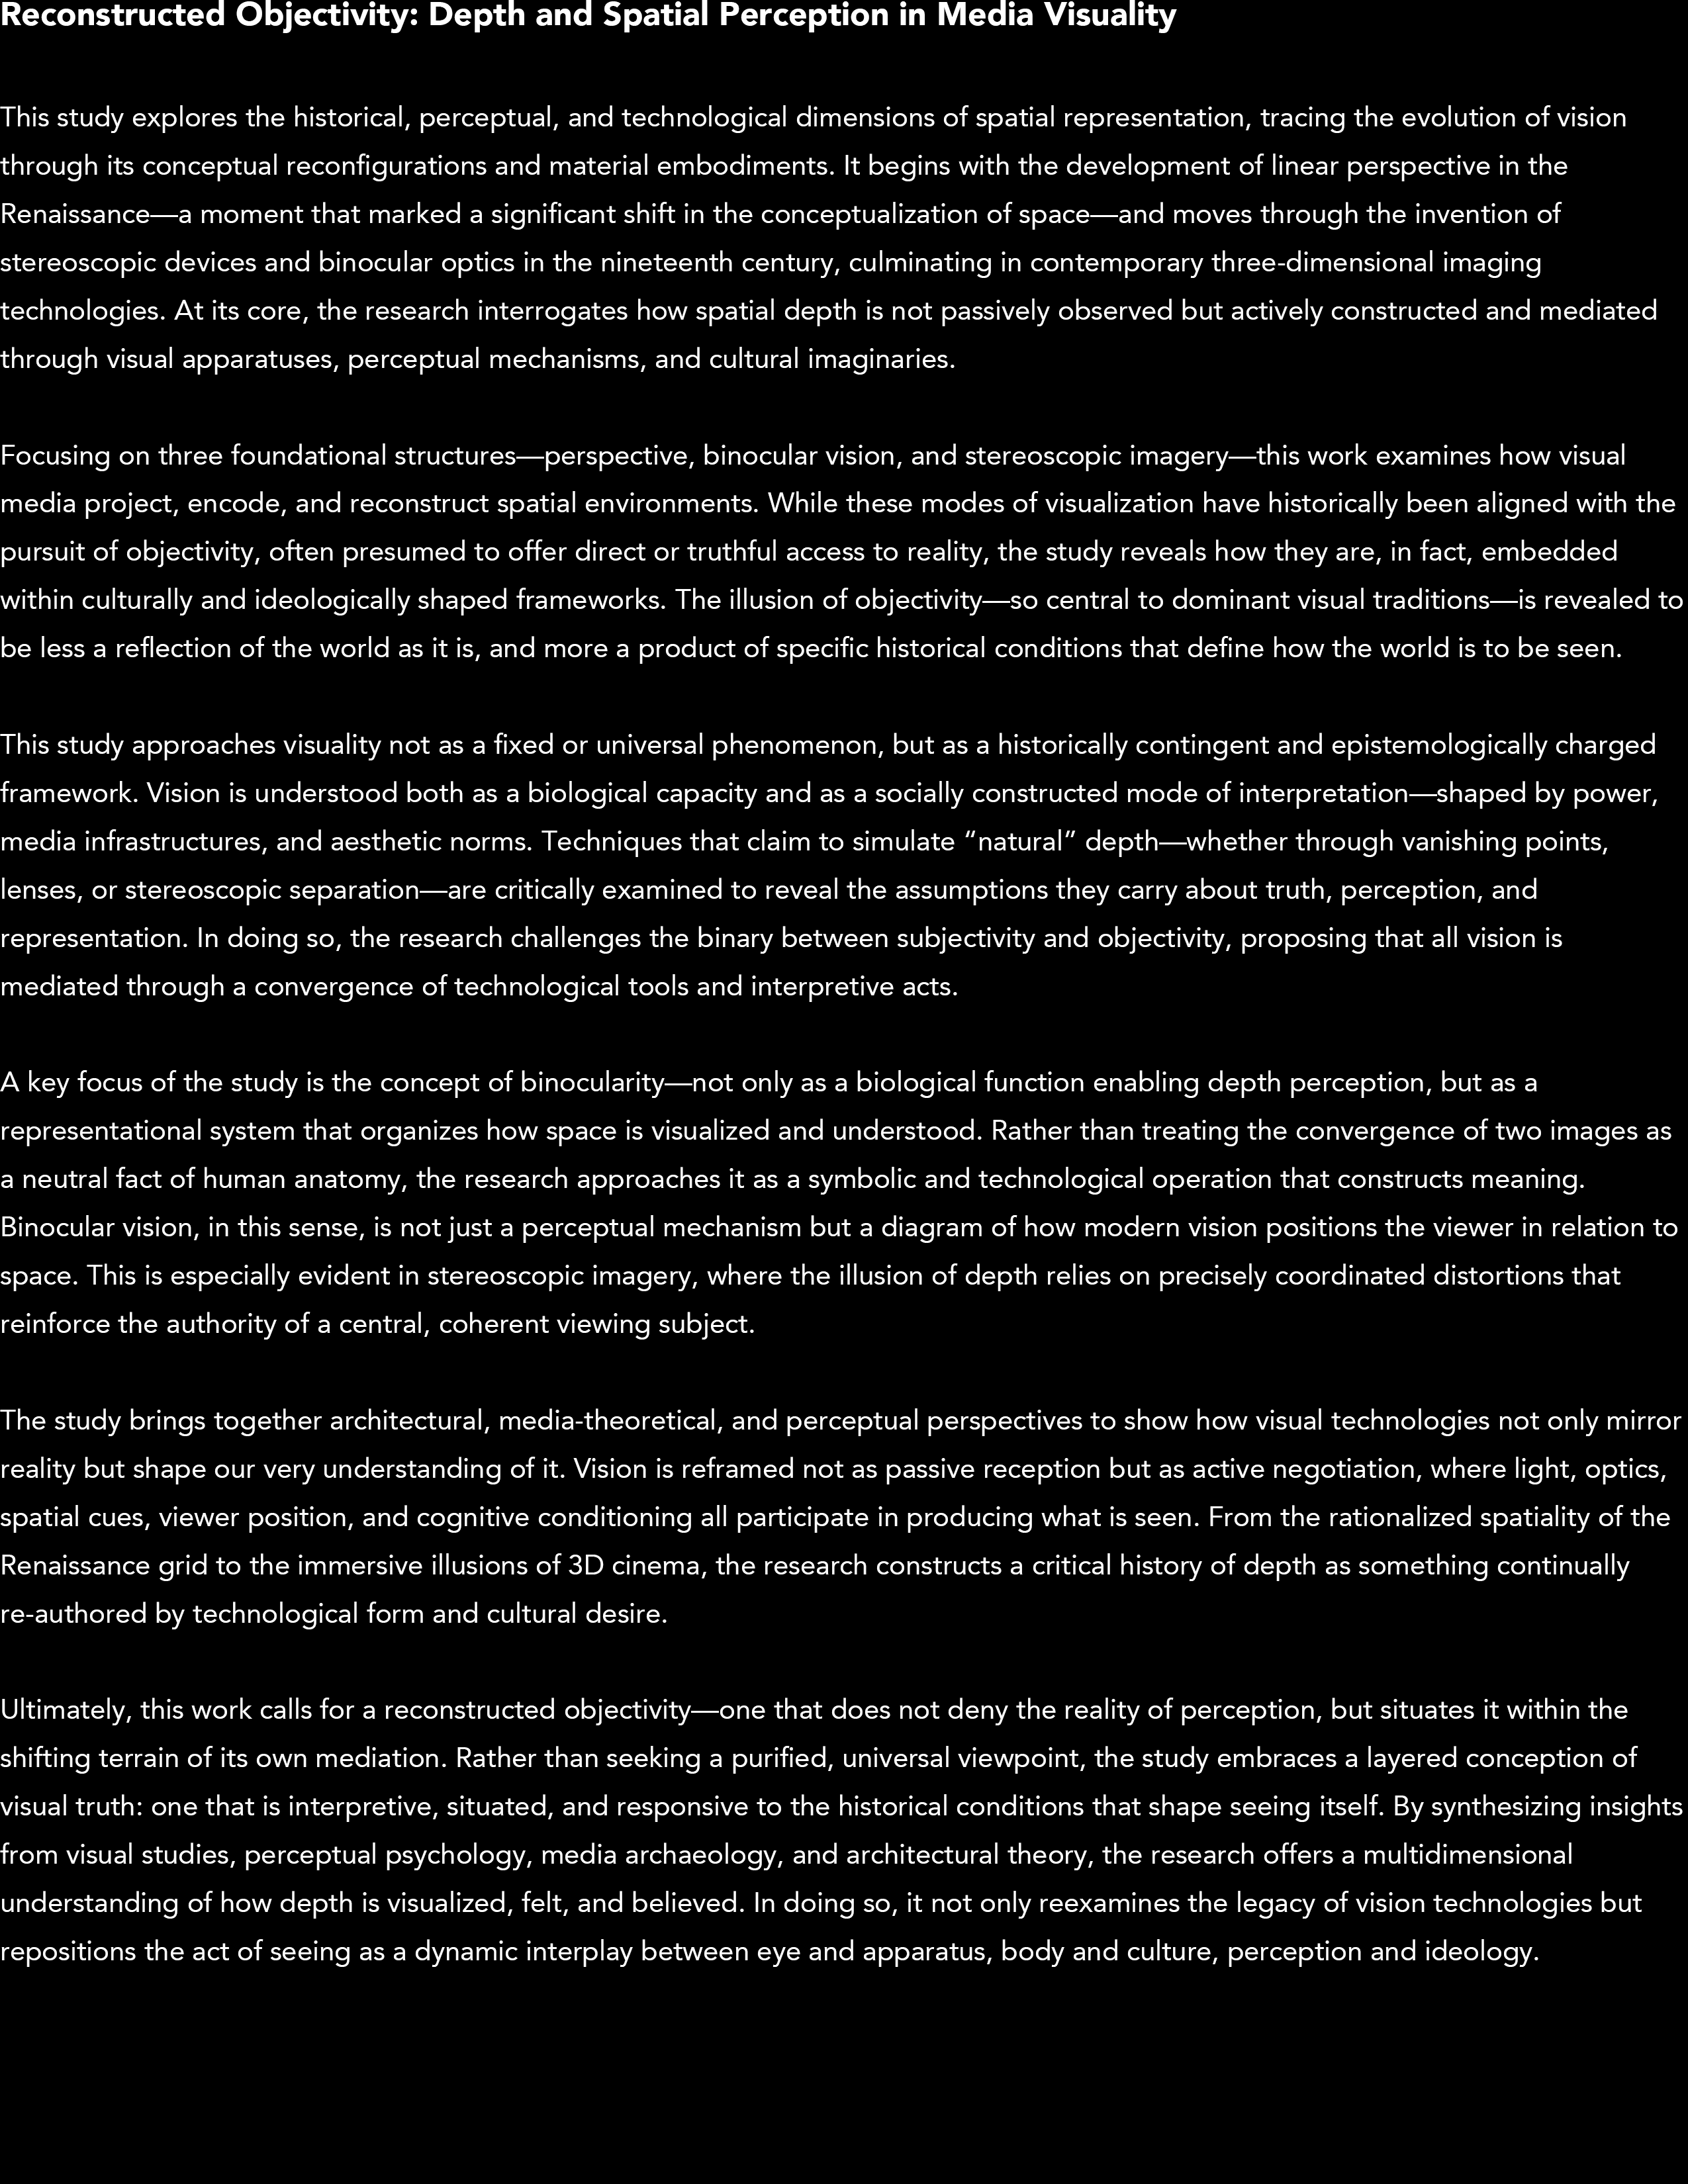 Reconstructed Objectivity: Depth and Spatial Perception in Media Visuality
This study explores the historical, perceptual, and technological dimensions of spatial representation, tracing the evolution of vision
through its conceptual reconfigurations and material embodiments. It begins with the development of linear perspective in the
Renaissance—a moment that marked a significant shift in the conceptualization of space—and moves through the invention of
stereoscopic devices and binocular optics in the nineteenth century, culminating in contemporary three-dimensional imaging
technologies. At its core, the research interrogates how spatial depth is not passively observed but actively constructed and mediated
through visual apparatuses, perceptual mechanisms, and cultural imaginaries.
Focusing on three foundational structures—perspective, binocular vision, and stereoscopic imagery—this work examines how visual
media project, encode, and reconstruct spatial environments. While these modes of visualization have historically been aligned with the
pursuit of objectivity, often presumed to offer direct or truthful access to reality, the study reveals how they are, in fact, embedded
within culturally and ideologically shaped frameworks. The illusion of objectivity—so central to dominant visual traditions—is revealed to
be less a reflection of the world as it is, and more a product of specific historical conditions that define how the world is to be seen.
This study approaches visuality not as a fixed or universal phenomenon, but as a historically contingent and epistemologically charged
framework. Vision is understood both as a biological capacity and as a socially constructed mode of interpretation—shaped by power,
media infrastructures, and aesthetic norms. Techniques that claim to simulate “natural” depth—whether through vanishing points,
lenses, or stereoscopic separation—are critically examined to reveal the assumptions they carry about truth, perception, and
representation. In doing so, the research challenges the binary between subjectivity and objectivity, proposing that all vision is
mediated through a convergence of technological tools and interpretive acts.
A key focus of the study is the concept of binocularity—not only as a biological function enabling depth perception, but as a
representational system that organizes how space is visualized and understood. Rather than treating the convergence of two images as
a neutral fact of human anatomy, the research approaches it as a symbolic and technological operation that constructs meaning.
Binocular vision, in this sense, is not just a perceptual mechanism but a diagram of how modern vision positions the viewer in relation to
space. This is especially evident in stereoscopic imagery, where the illusion of depth relies on precisely coordinated distortions that
reinforce the authority of a central, coherent viewing subject.
The study brings together architectural, media-theoretical, and perceptual perspectives to show how visual technologies not only mirror
reality but shape our very understanding of it. Vision is reframed not as passive reception but as active negotiation, where light, optics,
spatial cues, viewer position, and cognitive conditioning all participate in producing what is seen. From the rationalized spatiality of the
Renaissance grid to the immersive illusions of 3D cinema, the research constructs a critical history of depth as something continually
re-authored by technological form and cultural desire.
Ultimately, this work calls for a reconstructed objectivity—one that does not deny the reality of perception, but situates it within the
shifting terrain of its own mediation. Rather than seeking a purified, universal viewpoint, the study embraces a layered conception of
visual truth: one that is interpretive, situated, and responsive to the historical conditions that shape seeing itself. By synthesizing insights
from visual studies, perceptual psychology, media archaeology, and architectural theory, the research offers a multidimensional
understanding of how depth is visualized, felt, and believed. In doing so, it not only reexamines the legacy of vision technologies but
repositions the act of seeing as a dynamic interplay between eye and apparatus, body and culture, perception and ideology.